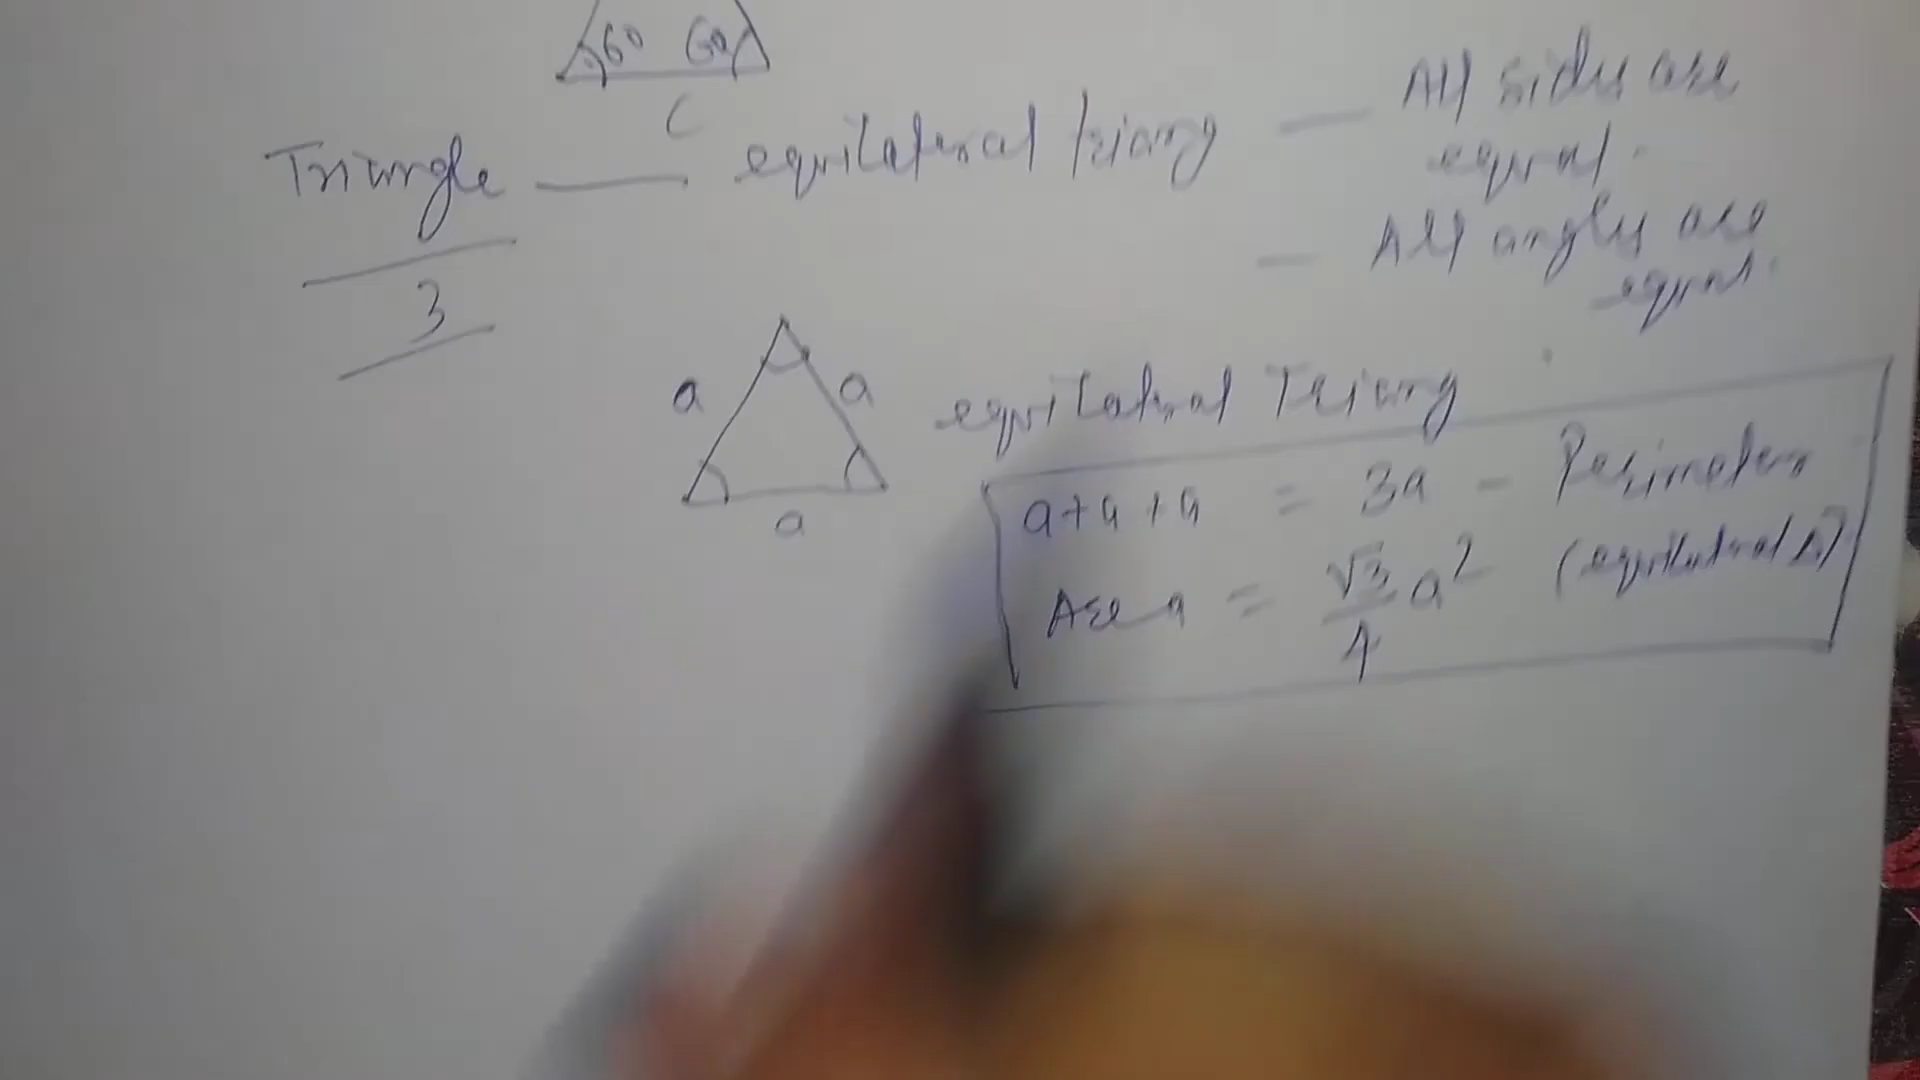 60 60
C
Triangle — equilateral triang — All sides are
equal.
3
— All angles are
equal.
a a
equilateral Triang
a
a+a+a = 3a - Perimeter
Area = √3/4 a² (equilateral Δ)